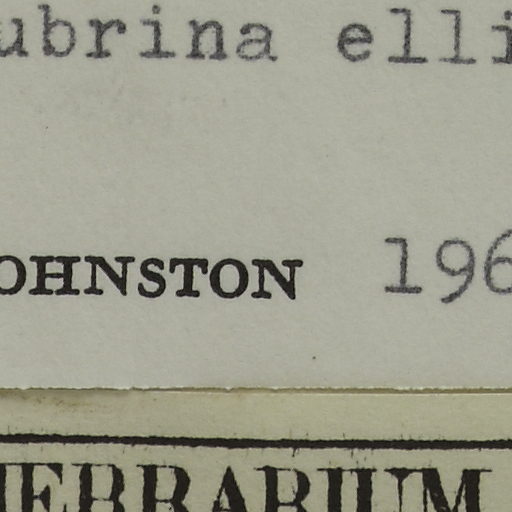 ubrina elli
OHNSTON 196
HERBARIUM